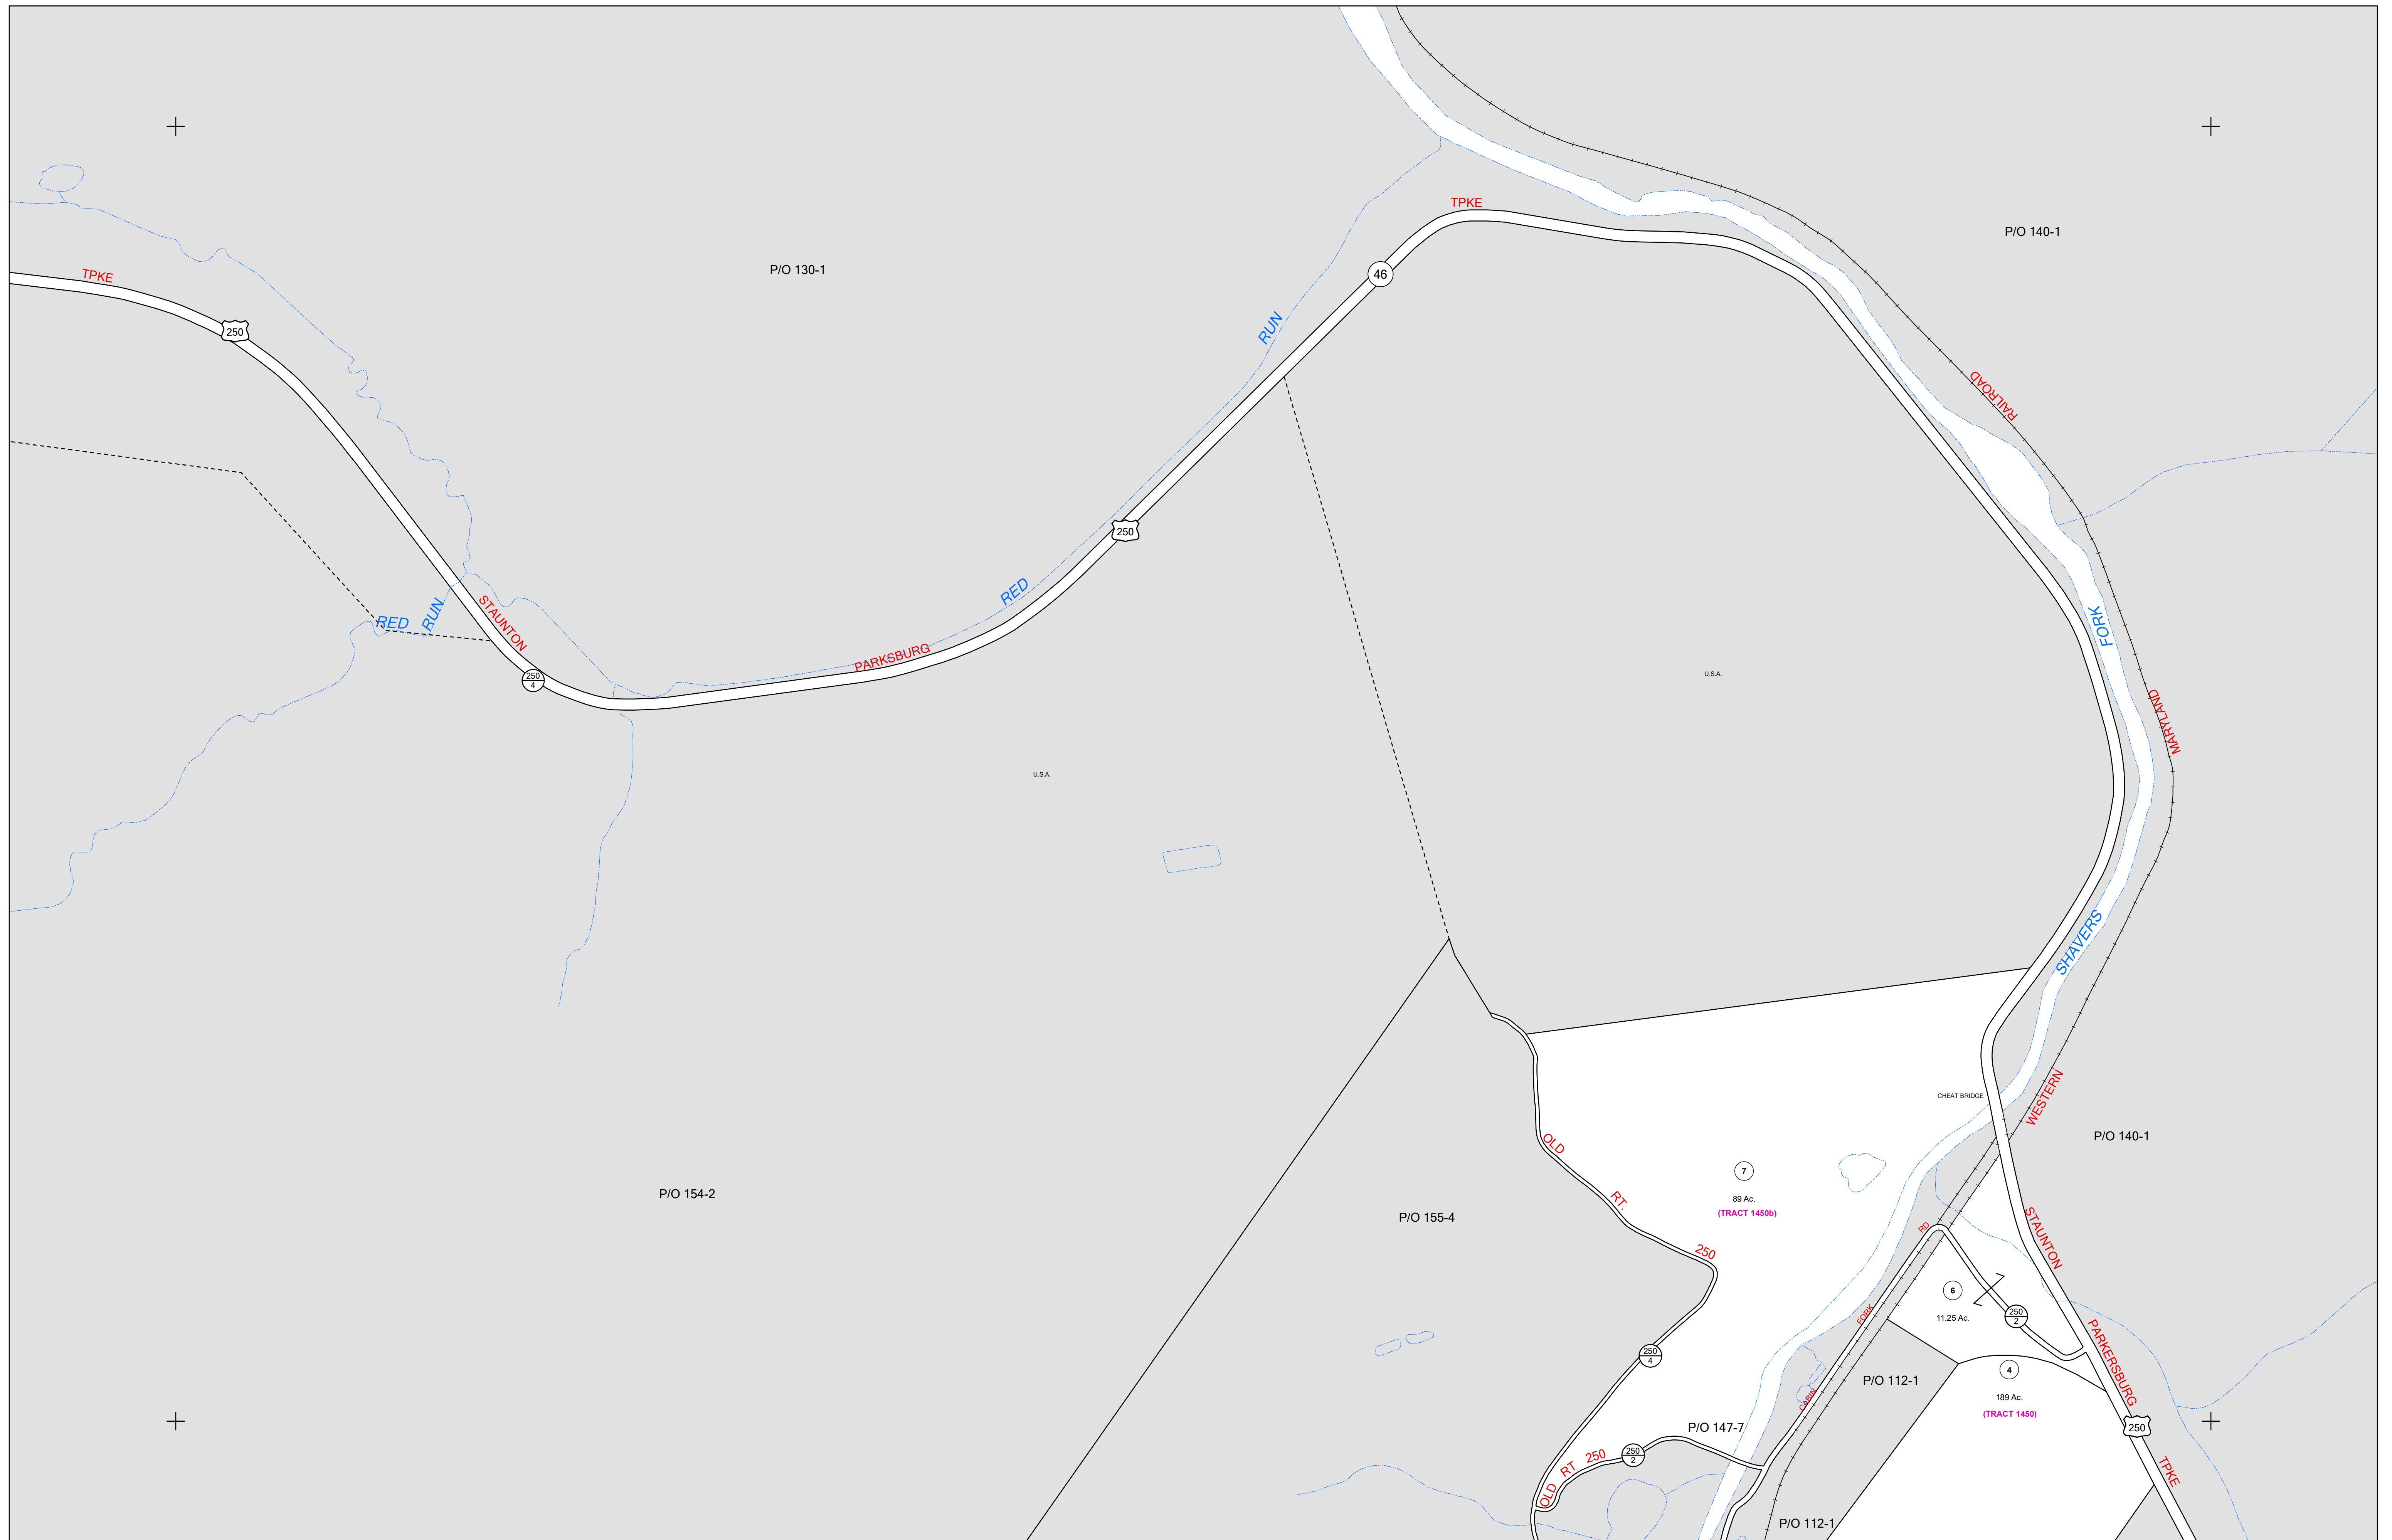 TPKE
P/O 140-1
P/O 130-1
46
TPKE
250
RUN
RAILROAD
250
RED
RED RUN
FORK
STAUNTON
PARKSBURG
U.S.A.
250
4
MARYLAND
U.S.A.
SHAVERS
CHEAT BRIDGE
WESTERN
P/O 140-1
OLD RT. 250
7
89 Ac.
(TRACT 1450b)
P/O 154-2
P/O 155-4
STAUNTON
RD
6
11.25 Ac.
250
2
FORK
PARKERSBURG
250
4
4
189 Ac.
(TRACT 1450)
P/O 112-1
CABIN
P/O 147-7
250
250
2
OLD RT 250
TPKE
P/O 112-1